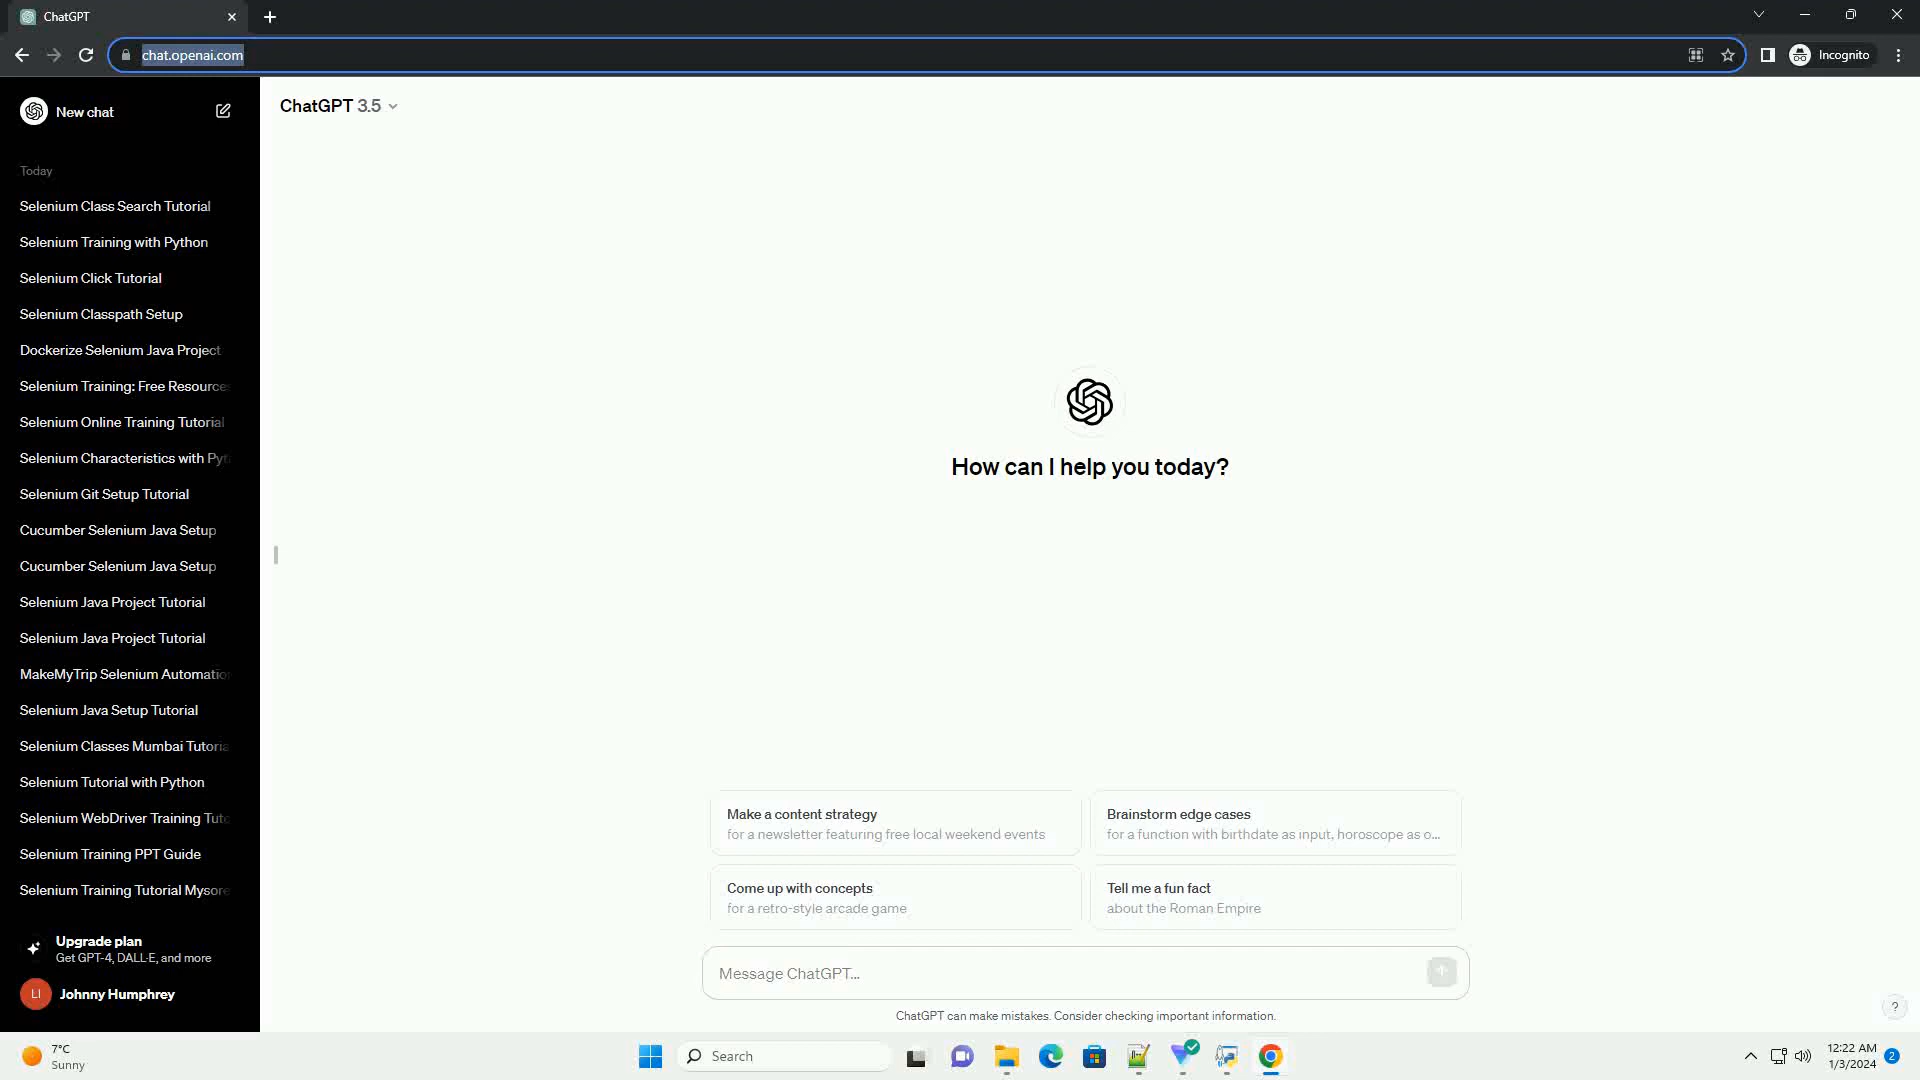 ChatGPT
chat.openai.com
Incognito
New chat
ChatGPT 3.5
Today
Selenium Class Search Tutorial
Selenium Training with Python
Selenium Click Tutorial
Selenium Classpath Setup
Dockerize Selenium Java Project
Selenium Training: Free Resources
Selenium Online Training Tutorial
Selenium Characteristics with Pyt
Selenium Git Setup Tutorial
Cucumber Selenium Java Setup
Cucumber Selenium Java Setup
Selenium Java Project Tutorial
Selenium Java Project Tutorial
MakeMyTrip Selenium Automatio
Selenium Java Setup Tutorial
Selenium Classes Mumbai Tutoria
Selenium Tutorial with Python
Selenium WebDriver Training Tuto
Selenium Training PPT Guide
Selenium Training Tutorial Mysore
Upgrade plan
Get GPT-4, DALL·E, and more
LI
Johnny Humphrey
How can I help you today?
Make a content strategy
for a newsletter featuring free local weekend events
Brainstorm edge cases
for a function with birthdate as input, horoscope as o...
Come up with concepts
for a retro-style arcade game
Tell me a fun fact
about the Roman Empire
Message ChatGPT...
ChatGPT can make mistakes. Consider checking important information.
?
7°C
Sunny
Search
12:22 AM
1/3/2024
2